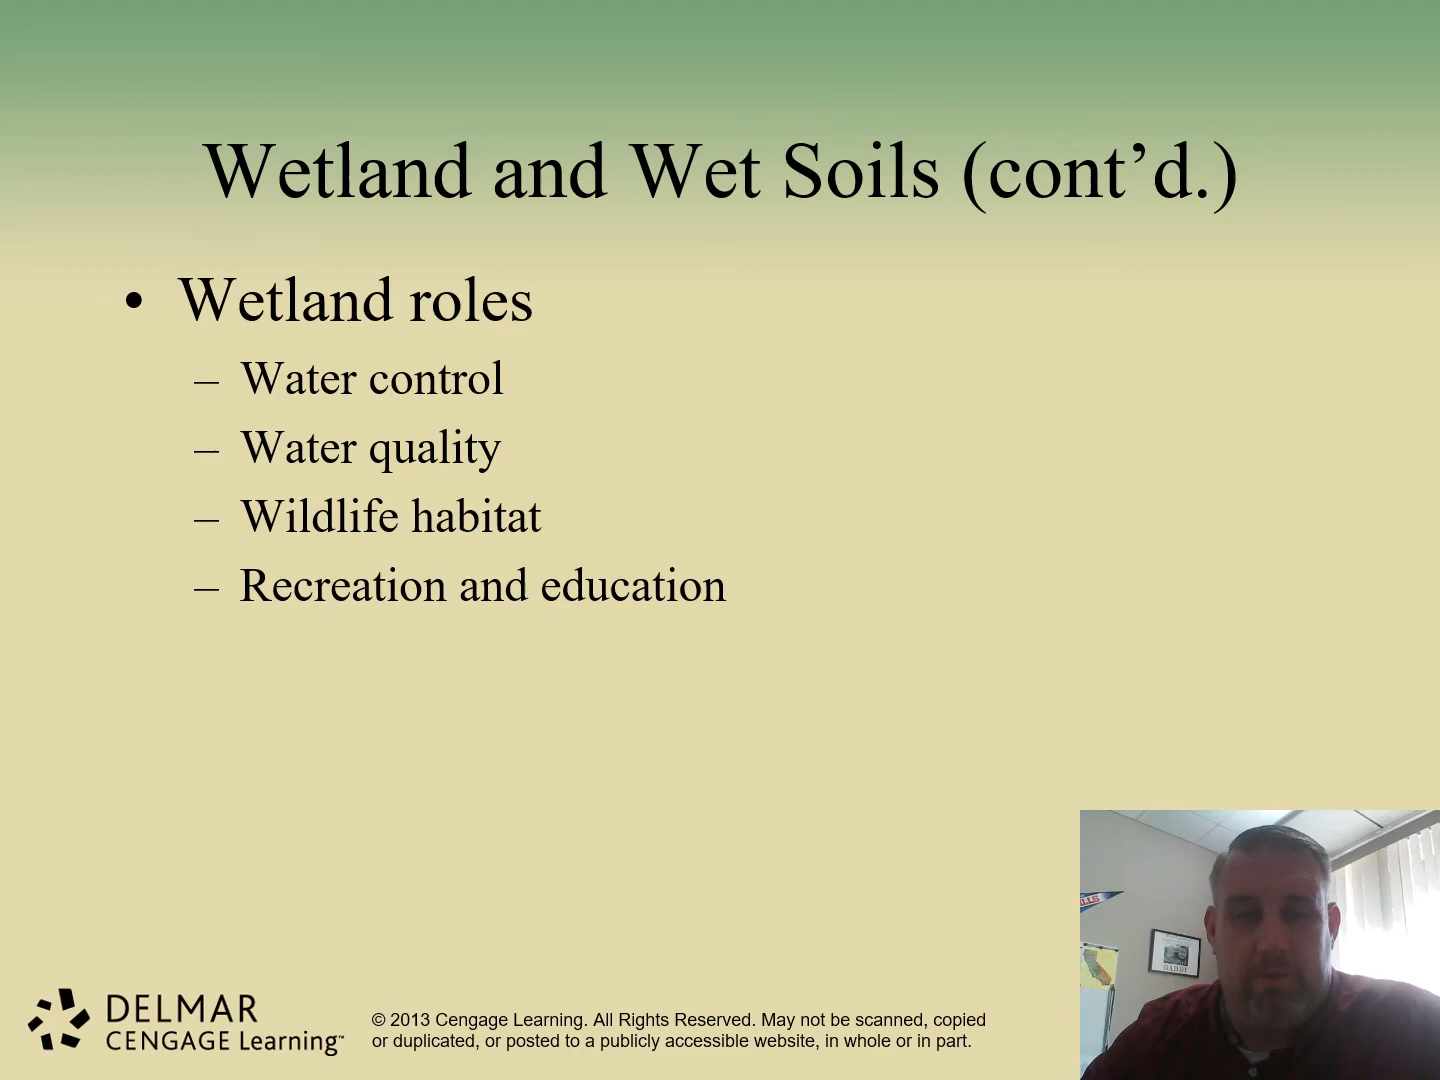 Wetland and Wet Soils (cont’d.)
• Wetland roles
– Water control
– Water quality
– Wildlife habitat
– Recreation and education
DELMAR
CENGAGE Learning™
© 2013 Cengage Learning. All Rights Reserved. May not be scanned, copied
or duplicated, or posted to a publicly accessible website, in whole or in part.
DADDY